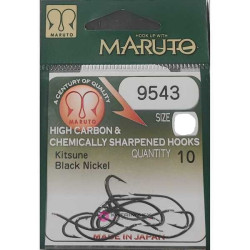 HOOK UP WITH
MARUTO
A CENTURY OF QUALITY
MARUTO
9543
SIZE
HIGH CARBON &
CHEMICALLY SHARPENED HOOKS
Kitsune
Black Nickel
QUANTITY
10
MADE IN JAPAN